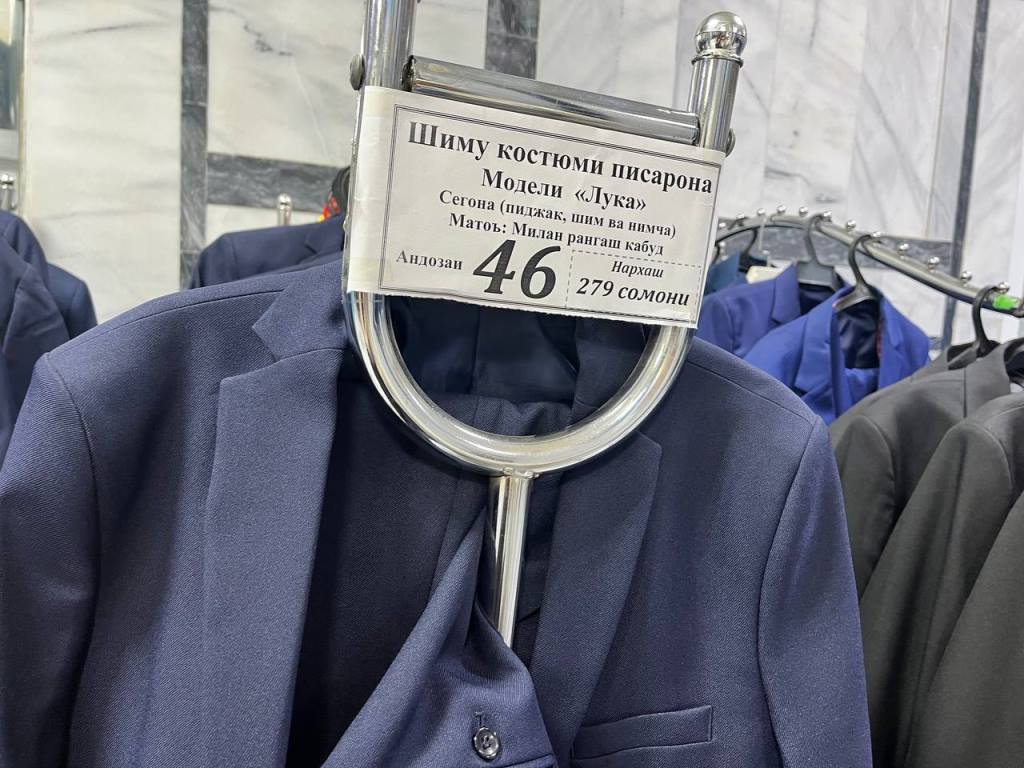 Шиму костюми писарона
Модели «Лука»
Сегона (пиджак, шим ва нимча)
Матоъ: Милан рангаш кабуд
Андозаи 46
Нархаш
279 сомони